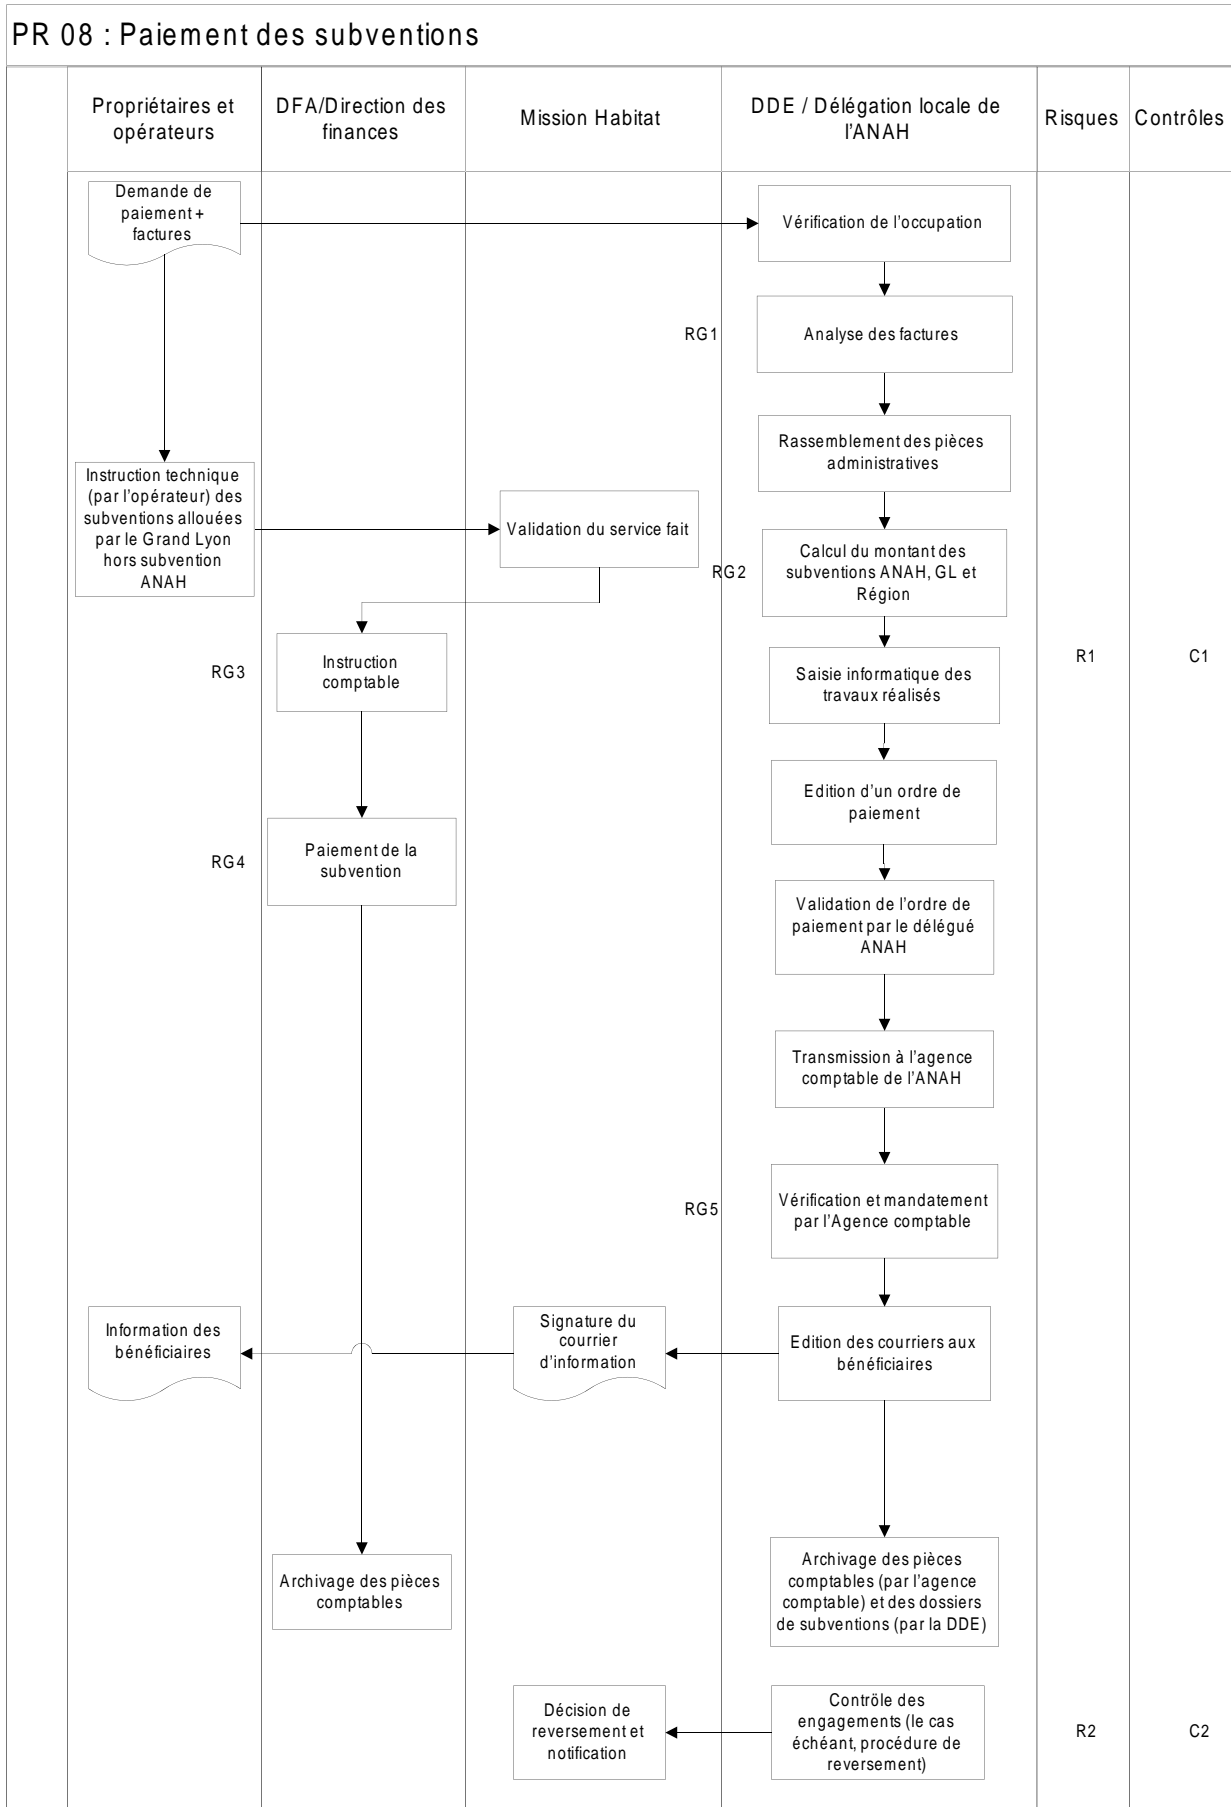 PR 08 : Paiement des subventions
Propriétaires et
opérateurs
DFA/Direction des
finances
Mission Habitat
DDE / Délégation locale de
l'ANAH
Risques
Contrôles
Demande de
paiement +
factures
Vérification de l'occupation
RG1
Analyse des factures
Rassemblement des pièces
administratives
Instruction technique
(par l'opérateur) des
subventions allouées
par le Grand Lyon
hors subvention
ANAH
Validation du service fait
RG2
Calcul du montant des
subventions ANAH, GL et
Région
RG3
Instruction
comptable
Saisie informatique des
travaux réalisés
R1
C1
Edition d'un ordre de
paiement
RG4
Paiement de la
subvention
Validation de l'ordre de
paiement par le délégué
ANAH
Transmission à l'agence
comptable de l'ANAH
RG5
Vérification et mandatement
par l'Agence comptable
Information des
bénéficiaires
Signature du
courrier
d'information
Edition des courriers aux
bénéficiaires
Archivage des pièces
comptables
Archivage des pièces
comptables (par l'agence
comptable) et des dossiers
de subventions (par la DDE)
Décision de
reversement et
notification
Contröle des
engagements (le cas
échéant, procédure de
reversement)
R2
C2